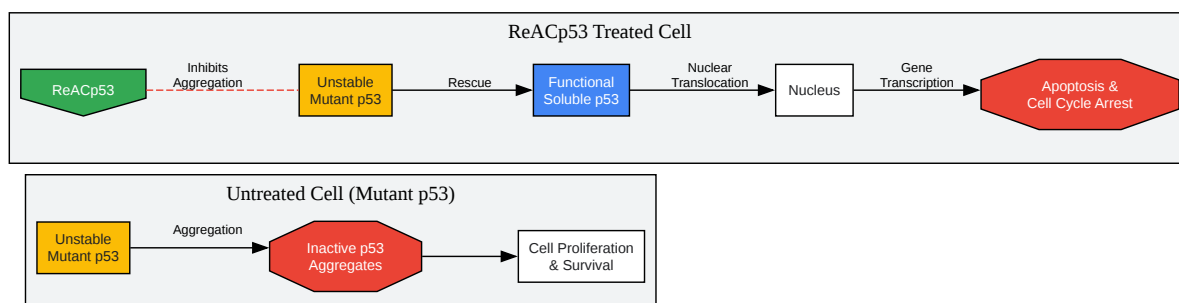 ReACp53 Treated Cell
ReACp53
Inhibits
Aggregation
Unstable
Mutant p53
Rescue
Functional
Soluble p53
Nuclear
Translocation
Nucleus
Gene
Transcription
Apoptosis &
Cell Cycle Arrest
Untreated Cell (Mutant p53)
Unstable
Mutant p53
Aggregation
Inactive p53
Aggregates
Cell Proliferation
& Survival